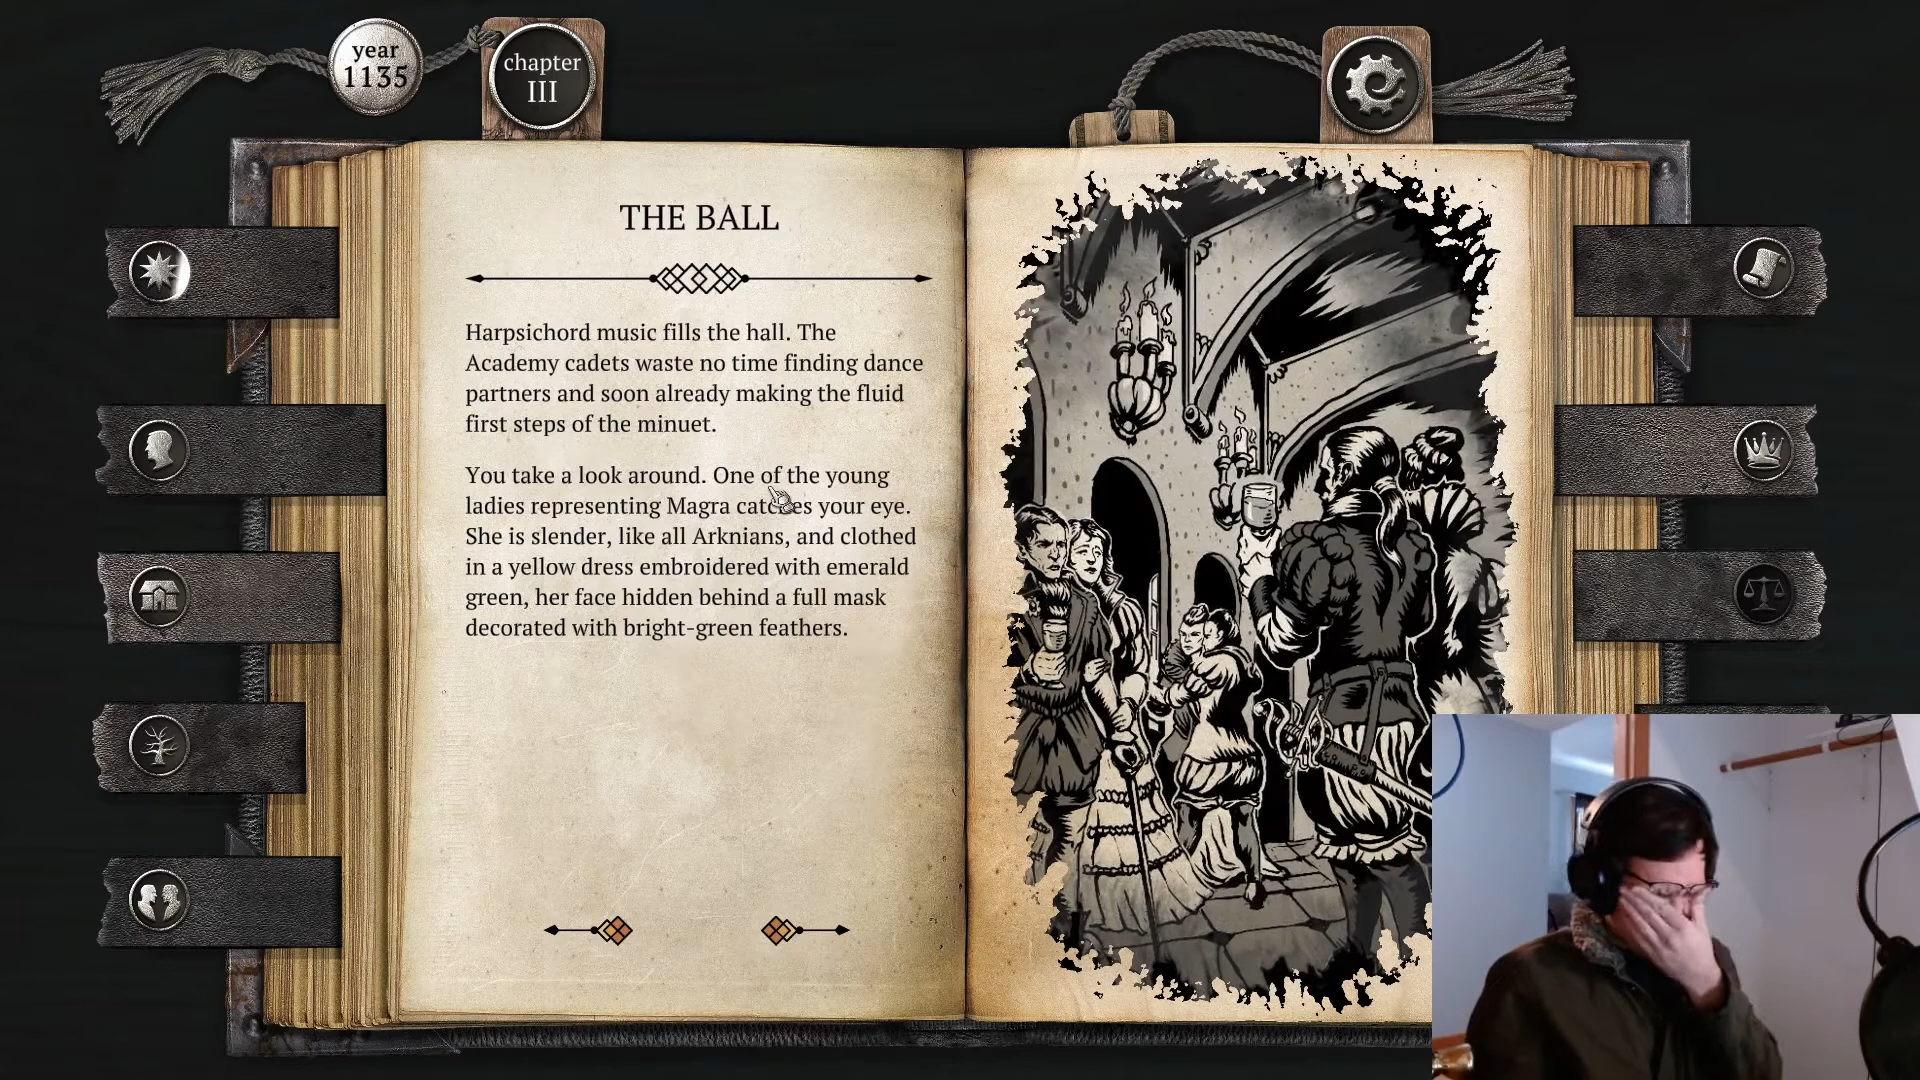 year
1135
chapter
III
THE BALL
Harpsichord music fills the hall. The
Academy cadets waste no time finding dance
partners and soon already making the fluid
first steps of the minuet.
You take a look around. One of the young
ladies representing Magra catches your eye.
She is slender, like all Arknians, and clothed
in a yellow dress embroidered with emerald
green, her face hidden behind a full mask
decorated with bright-green feathers.